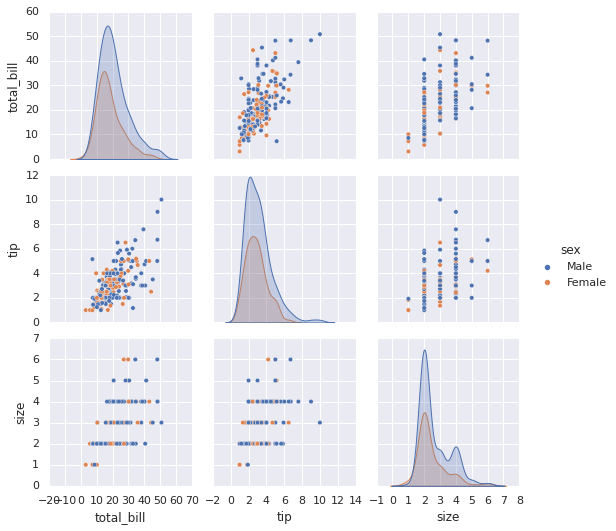 60
50
40
30
20
10
0
total_bill
12
10
8
6
4
2
0
tip
sex
Male
Female
7
6
5
4
3
2
1
0
size
−20 −10 0 10 20 30 40 50 60 70
−2 0 2 4 6 8 10 12 14
−1 0 1 2 3 4 5 6 7 8
total_bill
tip
size